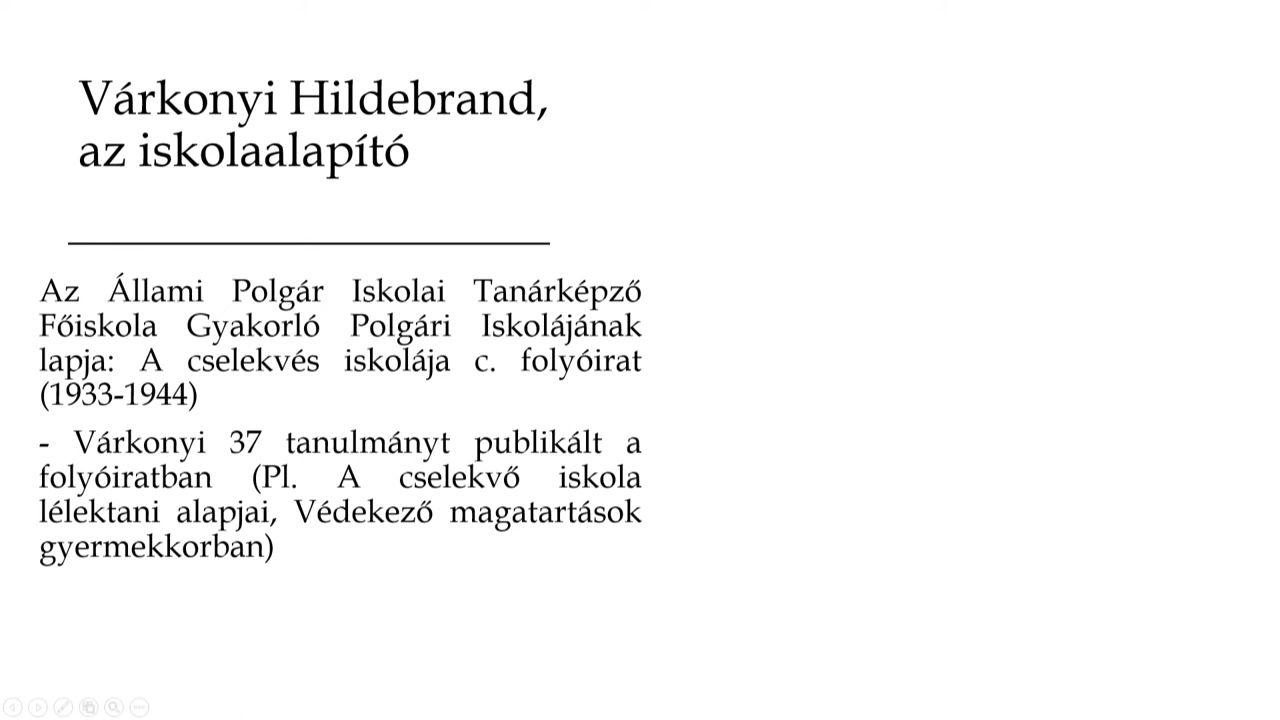 Várkonyi Hildebrand,
az iskolaalapító
Az Állami Polgár Iskolai Tanárképző
Főiskola Gyakorló Polgári Iskolájának
lapja: A cselekvés iskolája c. folyóirat
(1933-1944)
- Várkonyi 37 tanulmányt publikált a
folyóiratban (Pl. A cselekvő iskola
lélektani alapjai, Védekező magatartások
gyermekkorban)